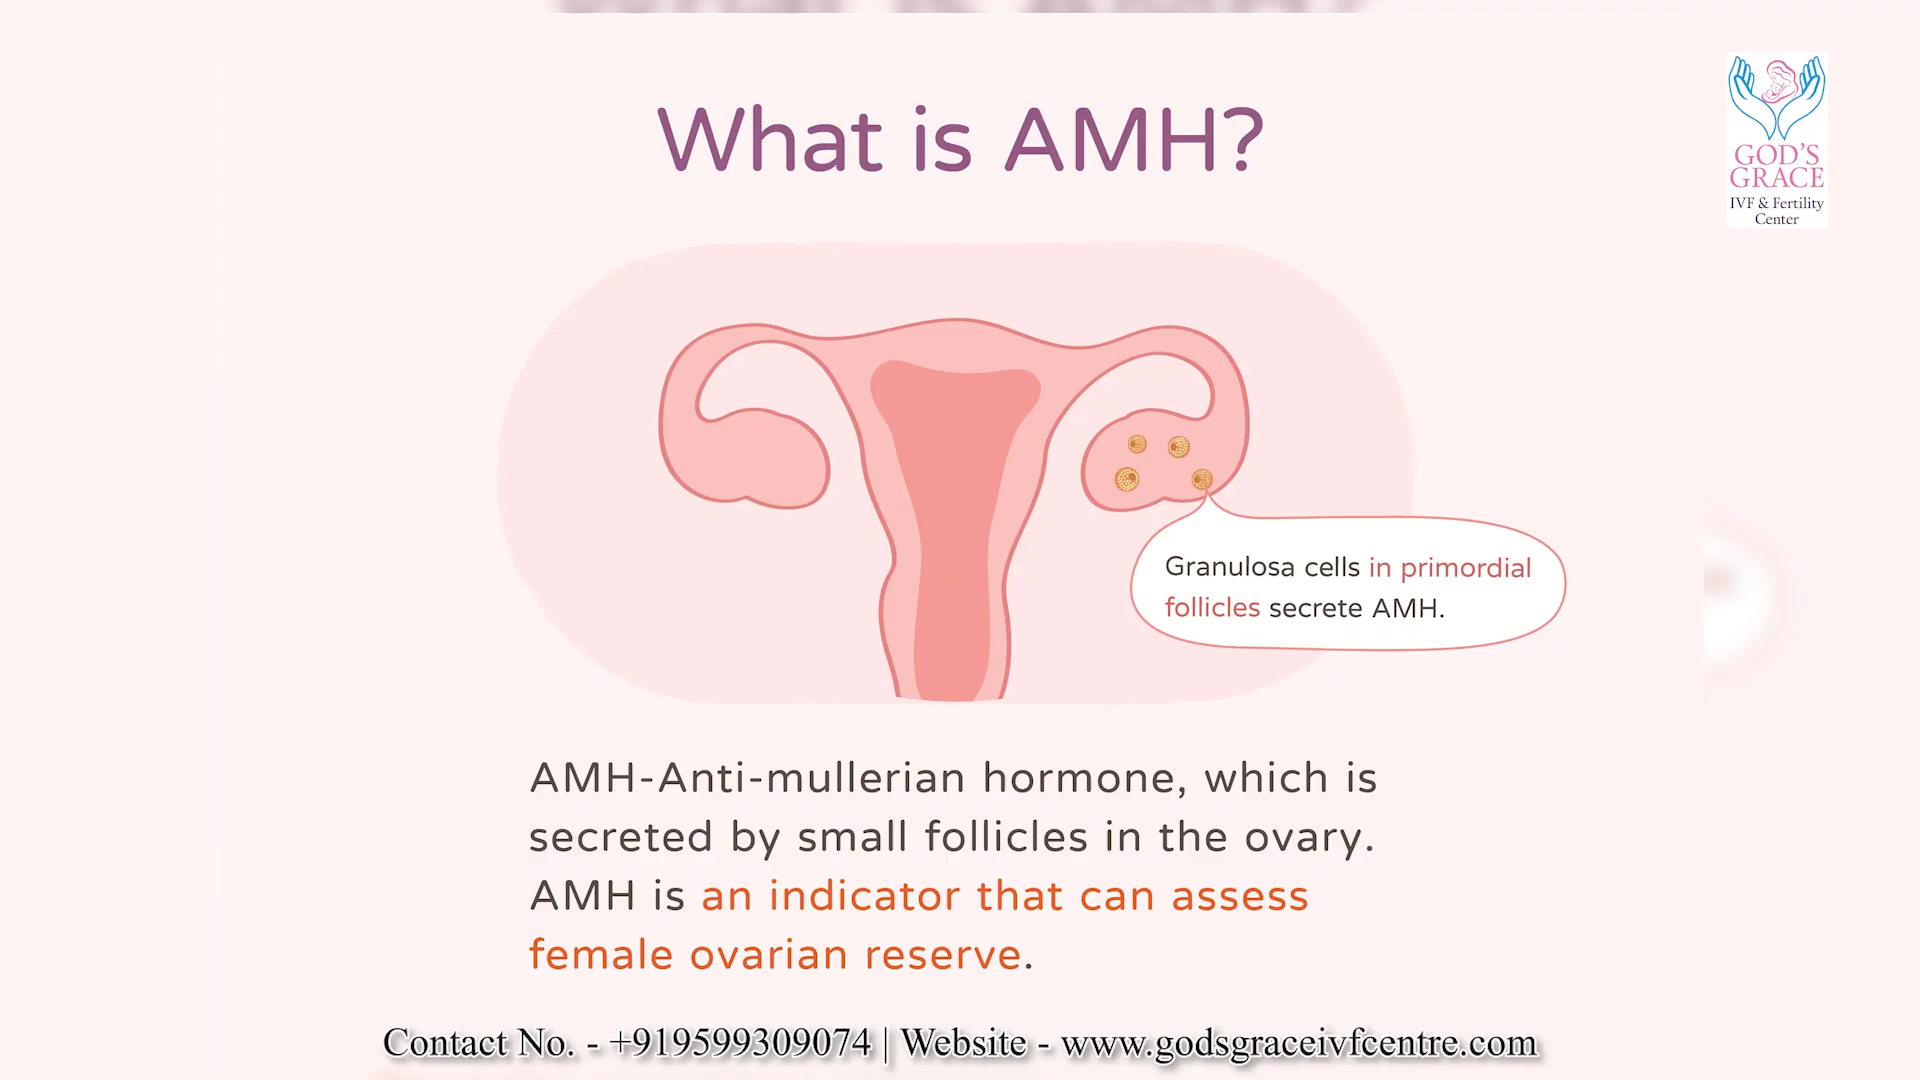 What is AMH?
GOD'S
GRACE
IVF & Fertility
Center
Granulosa cells in primordial
follicles secrete AMH.
AMH-Anti-mullerian hormone, which is
secreted by small follicles in the ovary.
AMH is an indicator that can assess
female ovarian reserve.
Contact No. - +919599309074 | Website - www.godsgraceivfcentre.com